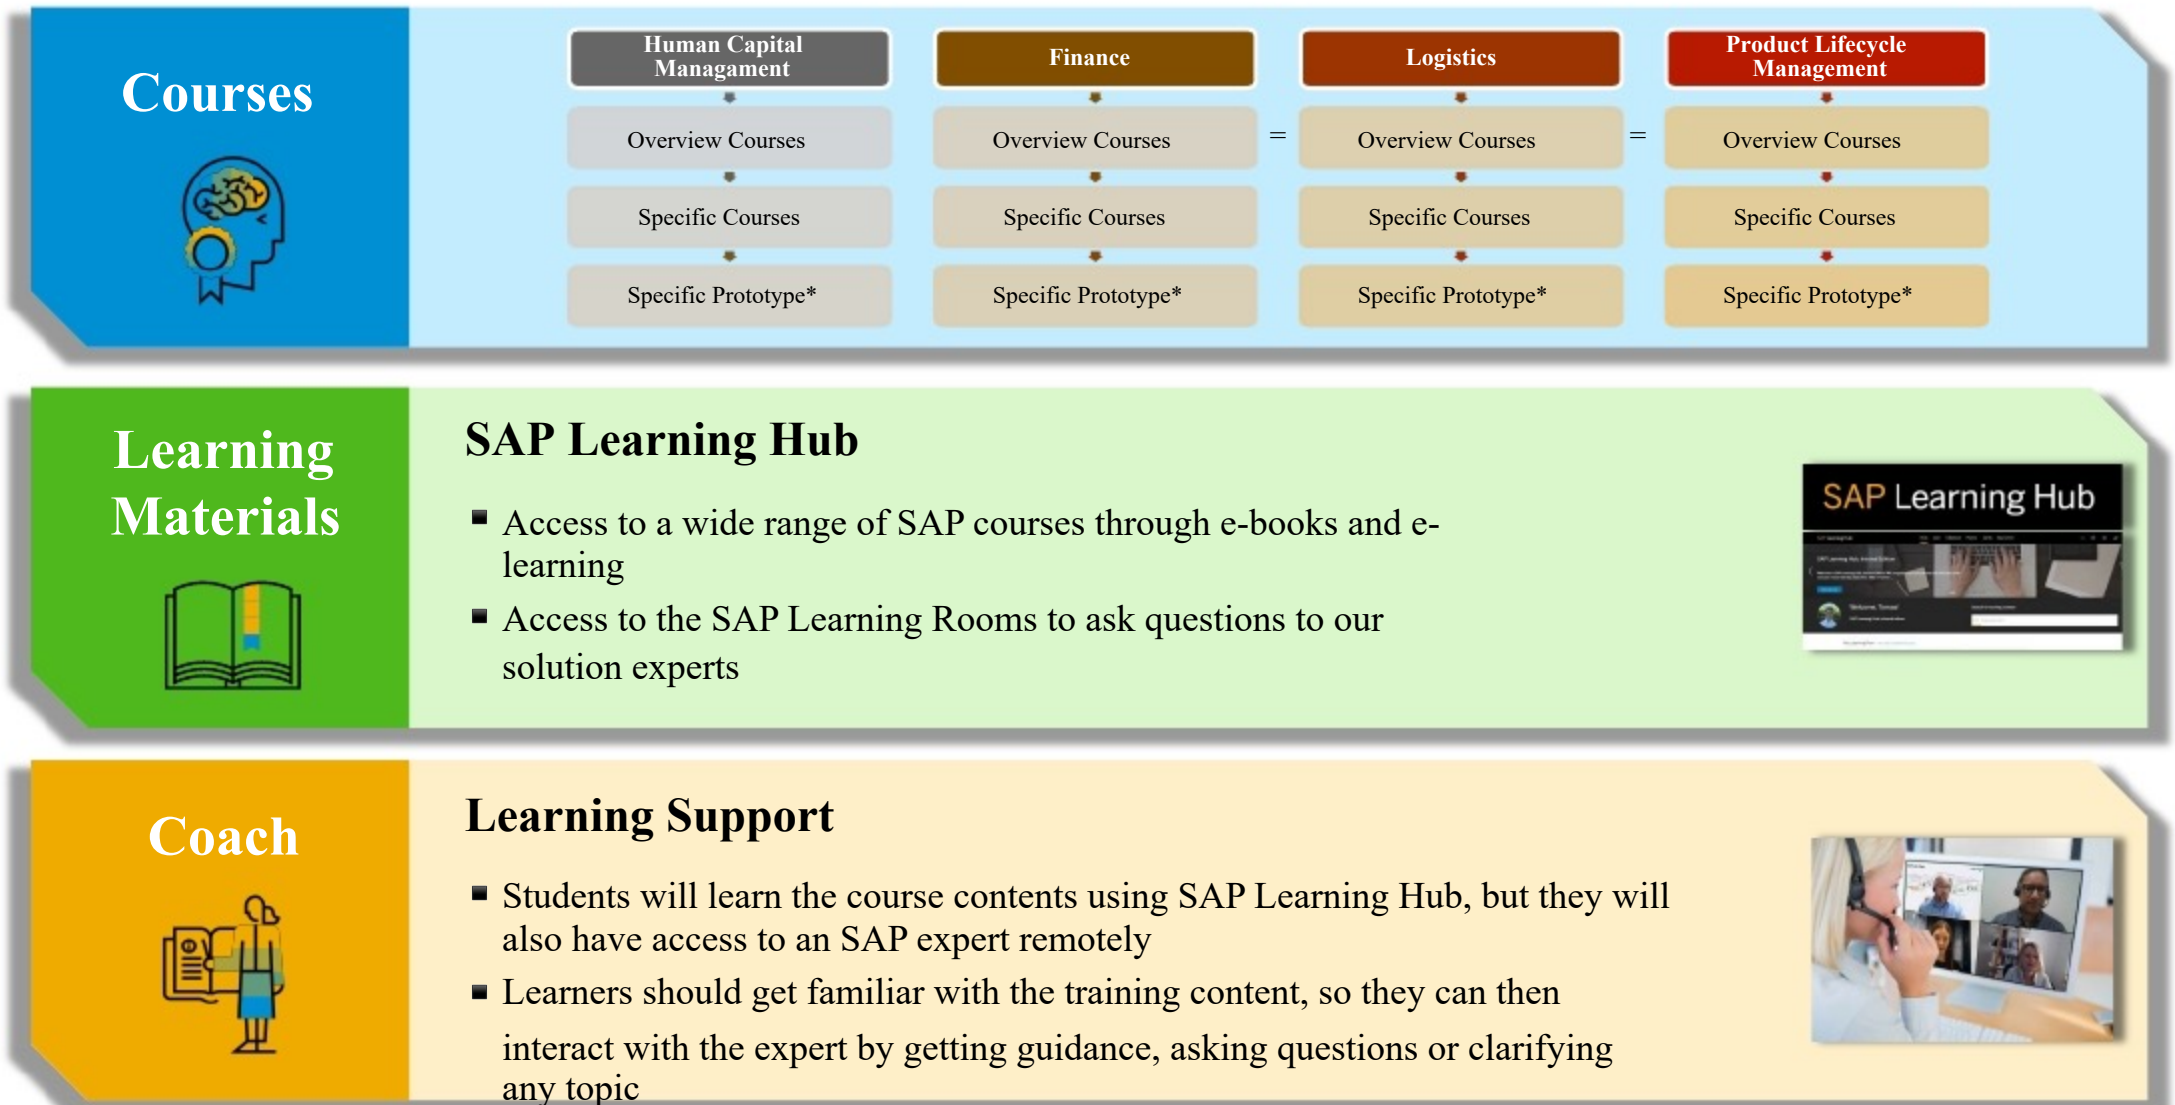 Courses
Human Capital
Managament
Finance
Logistics
Product Lifecycle
Management
Overview Courses
Overview Courses
=
Overview Courses
=
Overview Courses
Specific Courses
Specific Courses
Specific Courses
Specific Courses
Specific Prototype*
Specific Prototype*
Specific Prototype*
Specific Prototype*
Learning
Materials
SAP Learning Hub
▪ Access to a wide range of SAP courses through e-books and e-
learning
▪ Access to the SAP Learning Rooms to ask questions to our
solution experts
SAP Learning Hub
Coach
Learning Support
▪ Students will learn the course contents using SAP Learning Hub, but they will
also have access to an SAP expert remotely
▪ Learners should get familiar with the training content, so they can then
interact with the expert by getting guidance, asking questions or clarifying
any topic